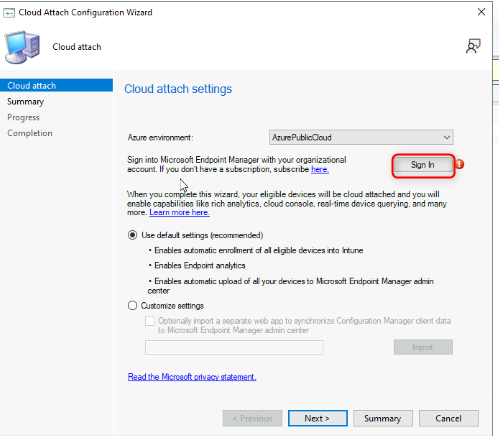 Cloud Attach Configuration Wizard
Cloud attach
Cloud attach
Summary
Progress
Completion
Cloud attach settings
Azure environment:
AzurePublicCloud
Sign into Microsoft Endpoint Manager with your organizational
account. If you don't have a subscription, subscribe here.
Sign In
When you complete this wizard, your eligible devices will be cloud attached and you will
enable capabilities like rich analytics, cloud console, real-time device querying, and many
more. Learn more here.
Use default settings (recommended)
• Enables automatic enrollment of all eligible devices into Intune
• Enables Endpoint analytics
• Enables automatic upload of all your devices to Microsoft Endpoint Manager admin
center
Customize settings
Optionally import a separate web app to synchronize Configuration Manager client data
to Microsoft Endpoint Manager admin center
Import
Read the Microsoft privacy statement.
< Previous
Next >
Summary
Cancel